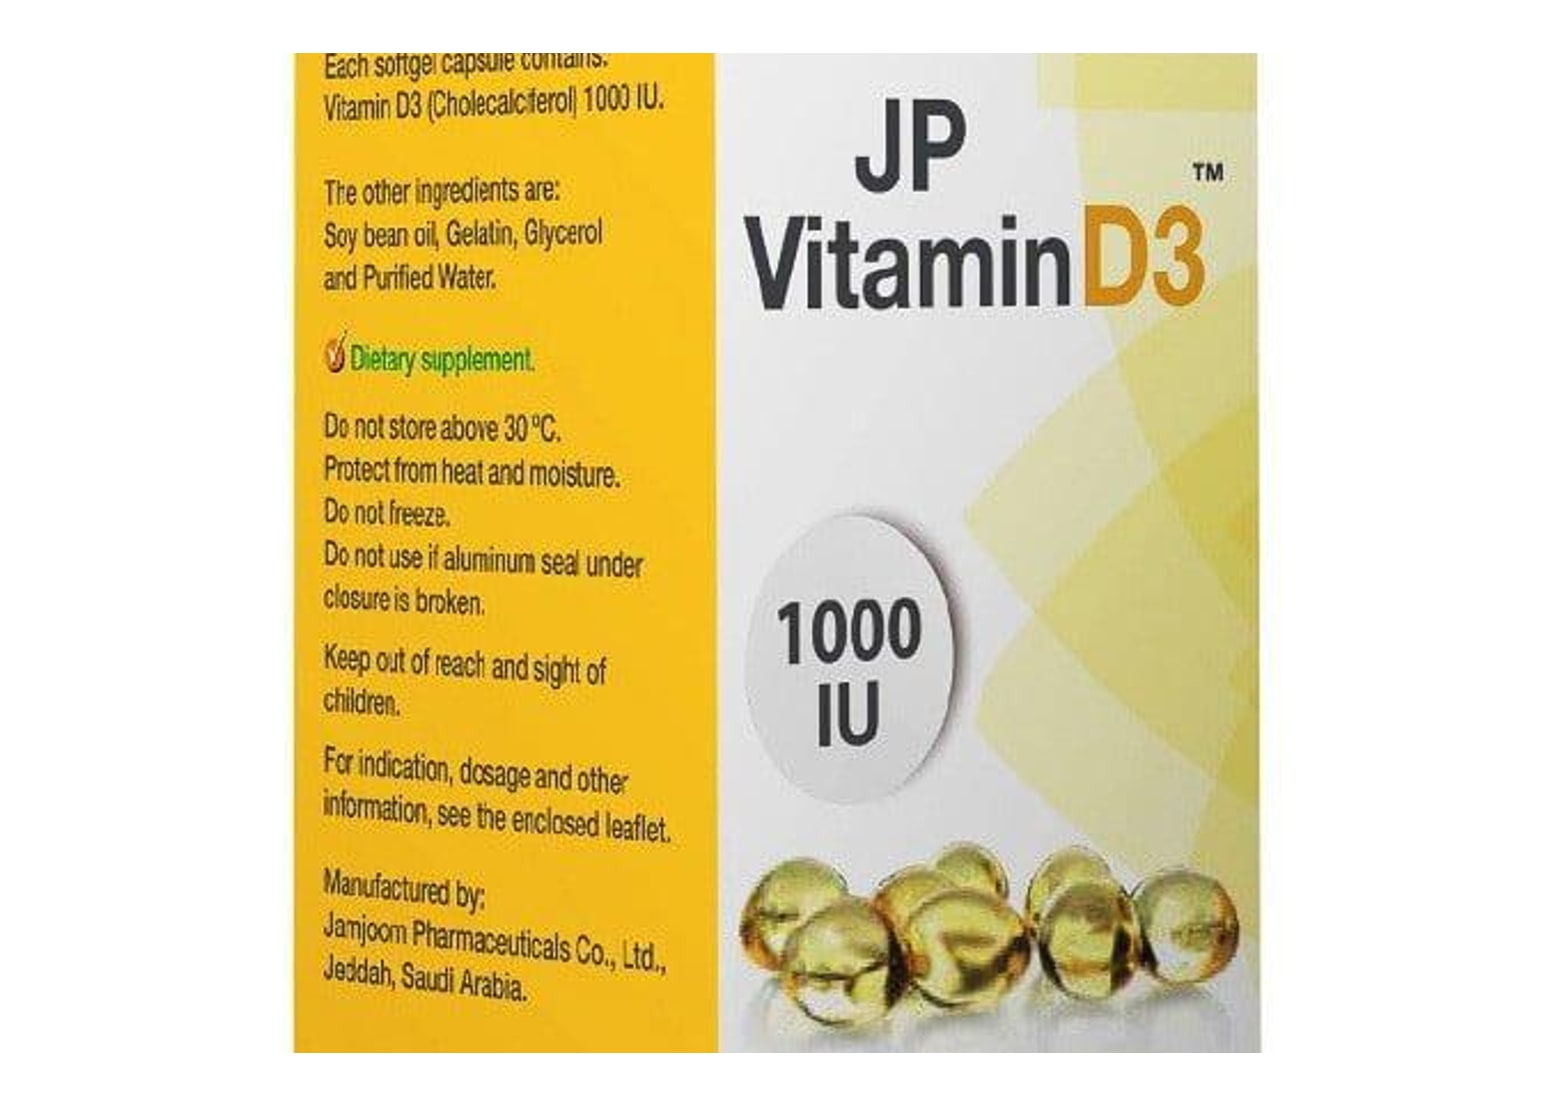 Each softgel capsule contains:
Vitamin D3 (Cholecalciferol) 1000 IU.
The other ingredients are:
Soy bean oil, Gelatin, Glycerol
and Purified Water.
Dietary supplement.
Do not store above 30 ºC.
Protect from heat and moisture.
Do not freeze.
Do not use if aluminum seal under
closure is broken.
Keep out of reach and sight of
children.
For indication, dosage and other
information, see the enclosed leaflet.
Manufactured by:
Jamjoom Pharmaceuticals Co., Ltd.,
Jeddah, Saudi Arabia.
JP
Vitamin D3 ™
1000
IU